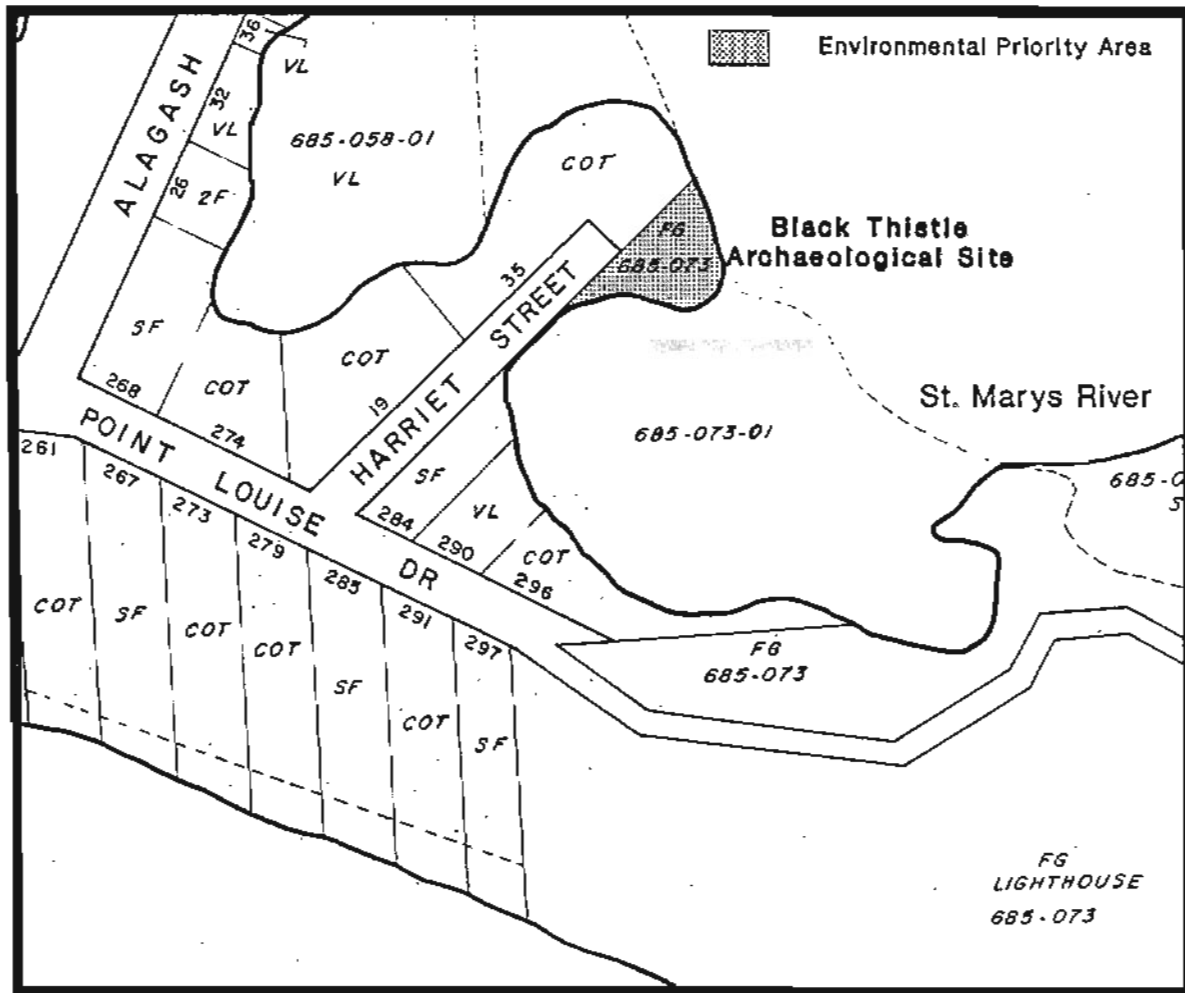 Environmental Priority Area
ALAGASH
36
VL
32
VL
26
2F
685-058-01
VL
COT
FG
685-073
Black Thistle
Archaeological Site
35
HARRIET STREET
19
SF
268
COT
274
COT
St. Marys River
685-073-01
685-0
S
POINT LOUISE DR
261
267
273
279
285
291
297
SF
284
VL
290
COT
296
COT
SF
COT
COT
SF
COT
SF
FG
685-073
FG
LIGHTHOUSE
685-073